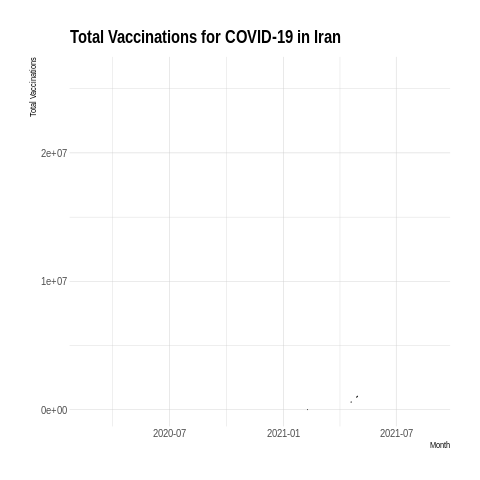 Total Vaccinations for COVID-19 in Iran
Total Vaccinations
2e+07
1e+07
0e+00
2020-07 2021-01 2021-07
Month